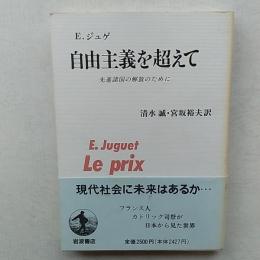 E. ジュゲ
自由主義を超えて
先進諸国の解放のために
清水 誠・宮坂裕夫訳
E. Juguet
Le prix
現代社会に未来はあるか…
フランス人
カトリック司祭が
日本から見た世界
岩波書店
定価2500円(本体2427円)